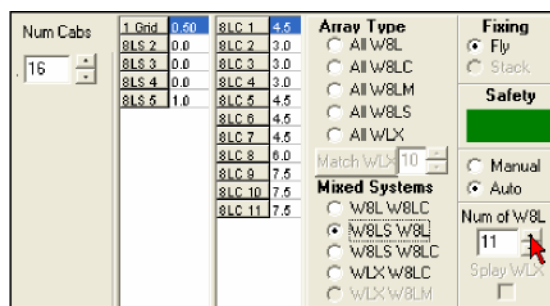 Num Cabs
16
1 Grid 0.50
8LS 2 0.0
8LS 3 0.0
8LS 4 0.0
8LS 5 1.0
8LC 1 4.5
8LC 2 3.0
8LC 3 3.0
8LC 4 3.0
8LC 5 4.5
8LC 6 4.5
8LC 7 4.5
8LC 8 6.0
8LC 9 7.5
8LC 10 7.5
8LC 11 7.5
Array Type
All W8L
All W8LC
All W8LM
All W8LS
All WLX
Match WLX 10
Mixed Systems
W8L W8LC
W8LS W8L
W8LS W8LC
WLX W8LC
WLX W8LM
Fixing
Fly
Stack
Safety
Manual
Auto
Num of W8L
11
Splay WLX